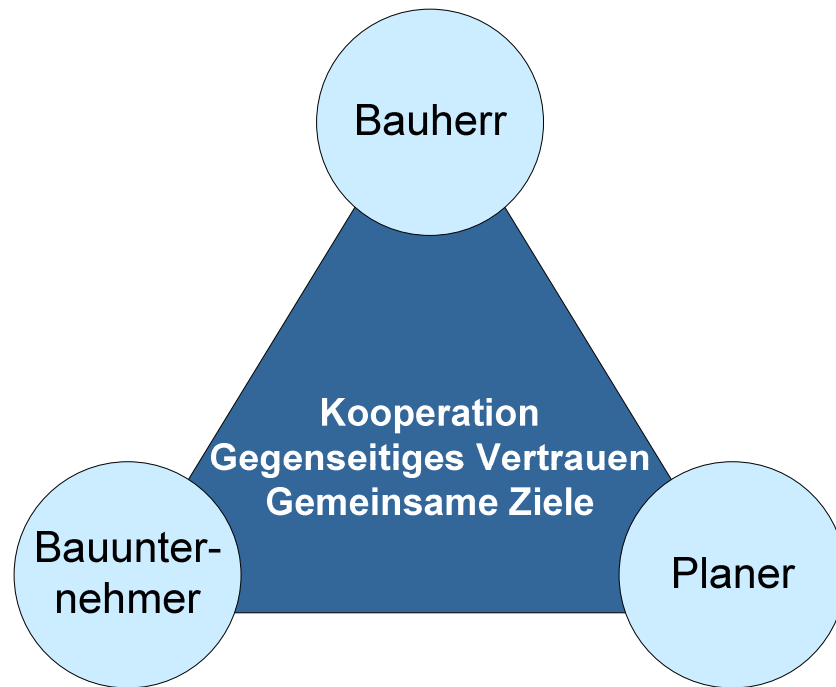 Bauherr
Kooperation
Gegenseitiges Vertrauen
Gemeinsame Ziele
Bauunter-
nehmer
Planer